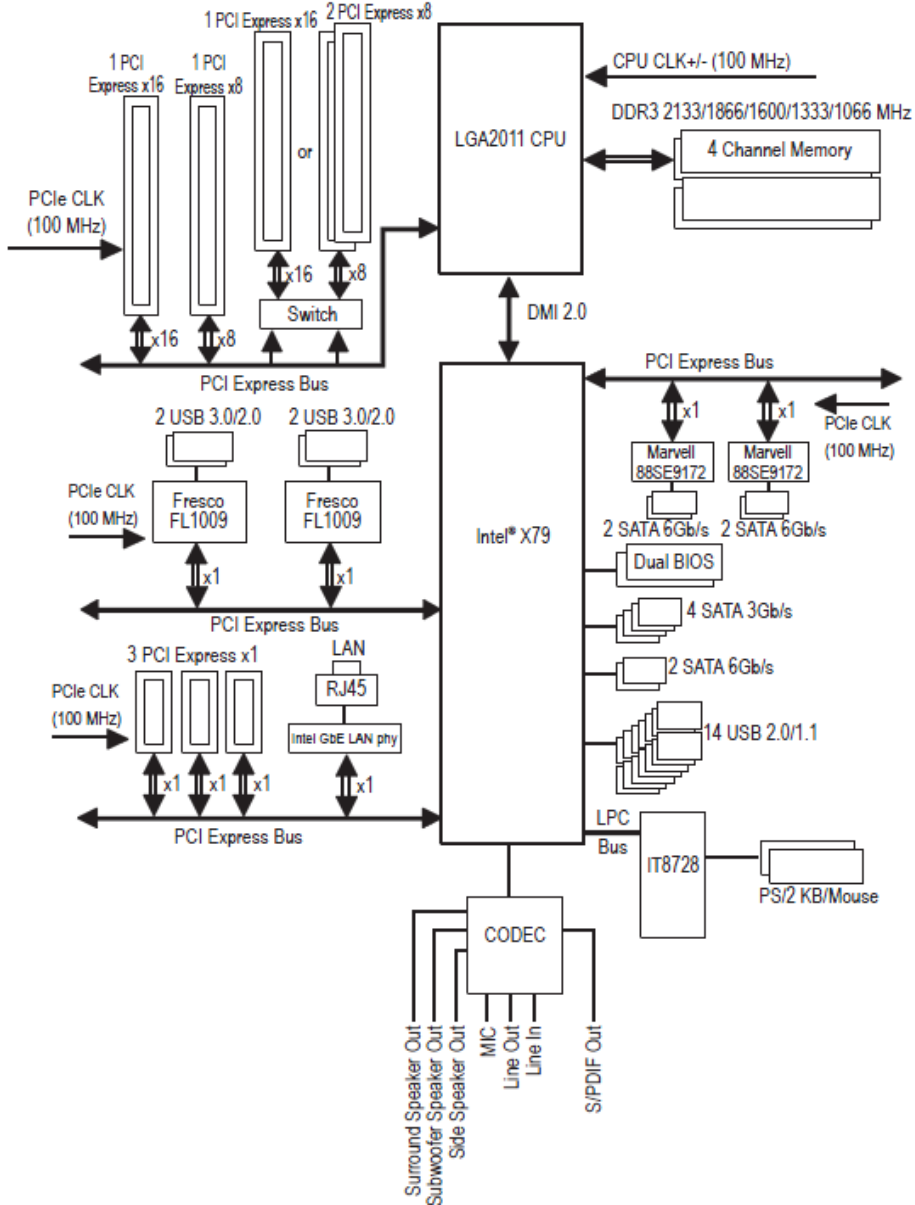 1 PCI Express x16
2 PCI Express x8
1 PCI
Express x16
1 PCI
Express x8
or
PCIe CLK
(100 MHz)
x16
x8
Switch
x16
x8
PCI Express Bus
LGA2011 CPU
CPU CLK+/- (100 MHz)
DDR3 2133/1866/1600/1333/1066 MHz
4 Channel Memory
DMI 2.0
PCI Express Bus
x1
x1
PCIe CLK
(100 MHz)
Marvell
88SE9172
Marvell
88SE9172
2 SATA 6Gb/s
2 SATA 6Gb/s
2 USB 3.0/2.0
2 USB 3.0/2.0
PCIe CLK
(100 MHz)
Fresco
FL1009
Fresco
FL1009
x1
x1
PCI Express Bus
Intel® X79
Dual BIOS
4 SATA 3Gb/s
2 SATA 6Gb/s
14 USB 2.0/1.1
3 PCI Express x1
LAN
RJ45
PCIe CLK
(100 MHz)
Intel GbE LAN phy
x1
x1
x1
x1
PCI Express Bus
LPC
Bus
IT8728
PS/2 KB/Mouse
CODEC
Surround Speaker Out
Subwoofer Speaker Out
Side Speaker Out
MIC
Line Out
Line In
S/PDIF Out